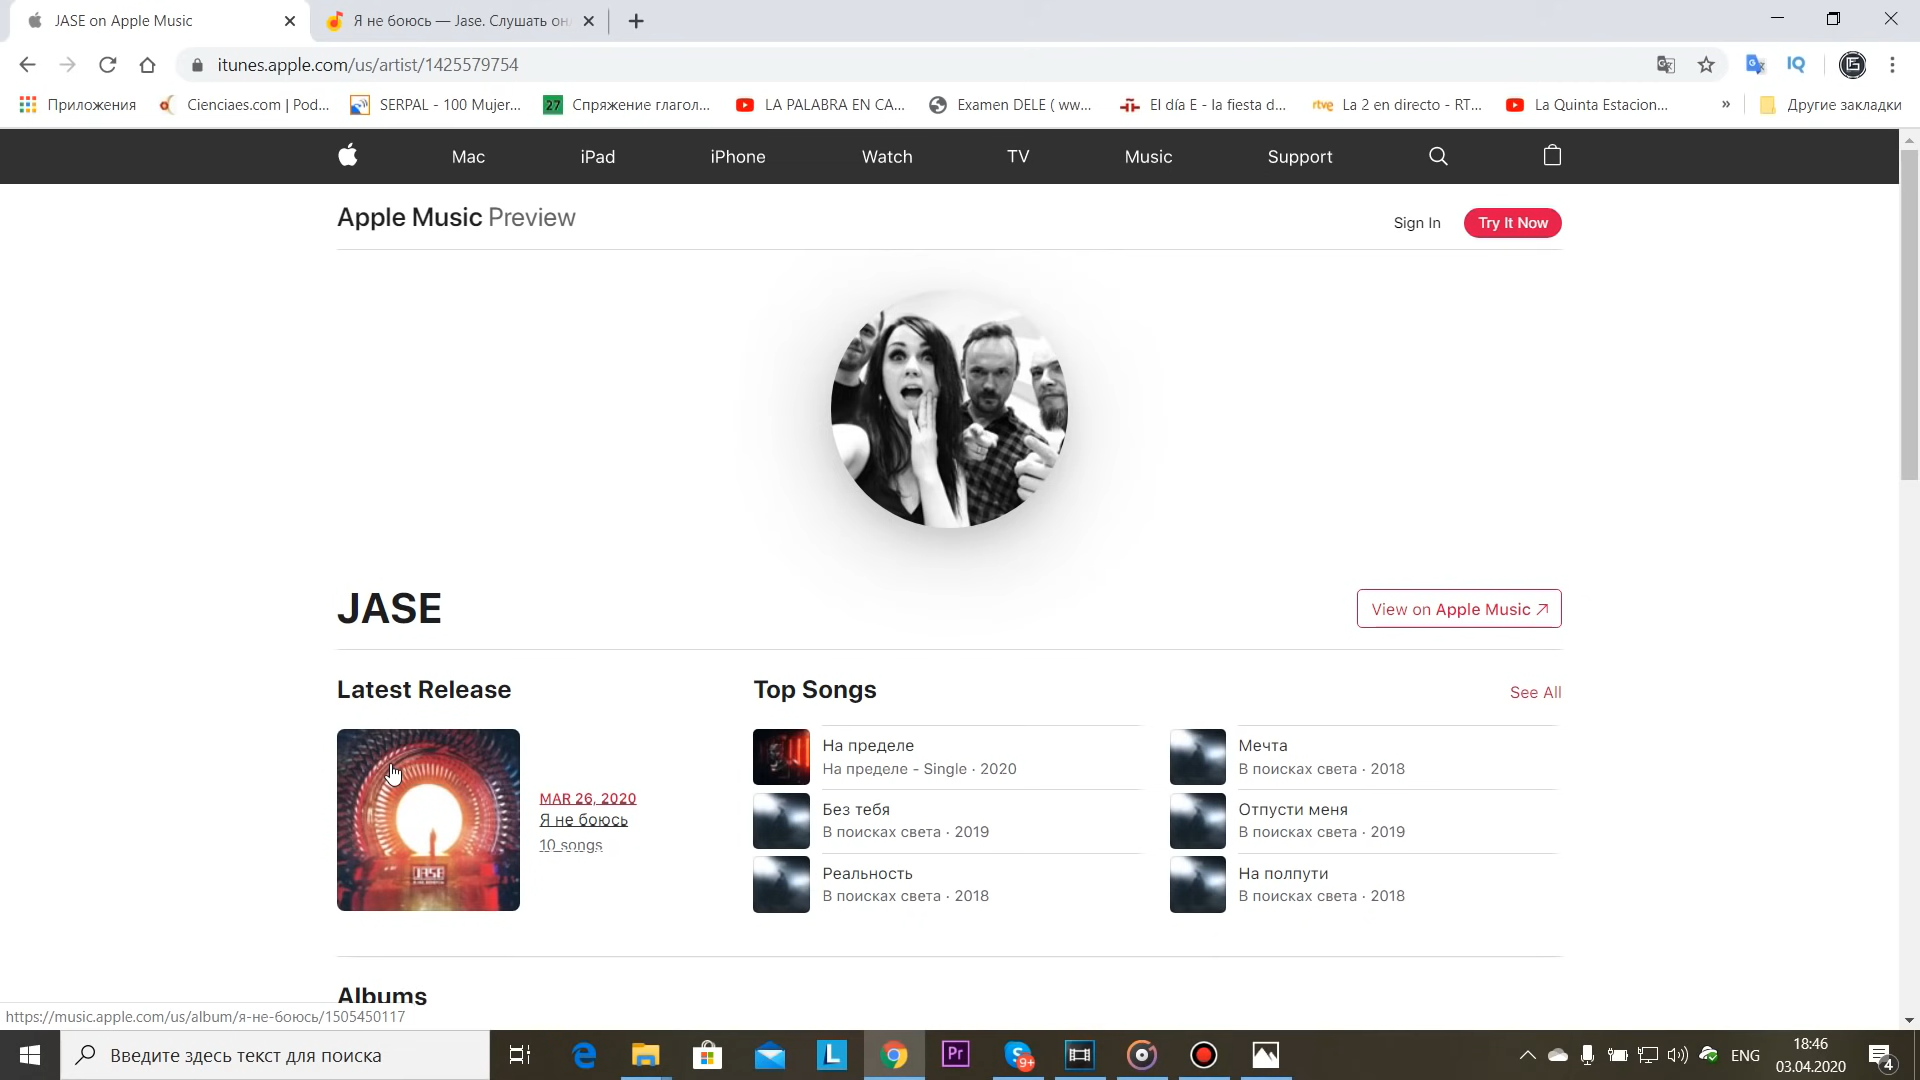 JASE on Apple Music
Я не боюсь — Jase. Слушать он
itunes.apple.com/us/artist/1425579754
IQ
Приложения
Cienciaes.com | Pod...
SERPAL - 100 Mujer...
27
Спряжение глагол...
LA PALABRA EN CA...
Examen DELE ( ww...
El día E - la fiesta d...
rtve
La 2 en directo - RT...
La Quinta Estacion...
»
Другие закладки
Mac
iPad
iPhone
Watch
TV
Music
Support
Apple Music Preview
Sign In
Try It Now
JASE
View on Apple Music
Latest Release
Top Songs
See All
JASE
MAR 26, 2020
Я не боюсь
10 songs
На пределе
На пределе - Single · 2020
Мечта
В поисках света · 2018
Без тебя
В поисках света · 2019
Отпусти меня
В поисках света · 2019
Реальность
В поисках света · 2018
На полпути
В поисках света · 2018
Albums
https://music.apple.com/us/album/я-не-боюсь/1505450117
Введите здесь текст для поиска
L
Pr
9+
ENG
18:46
03.04.2020
4